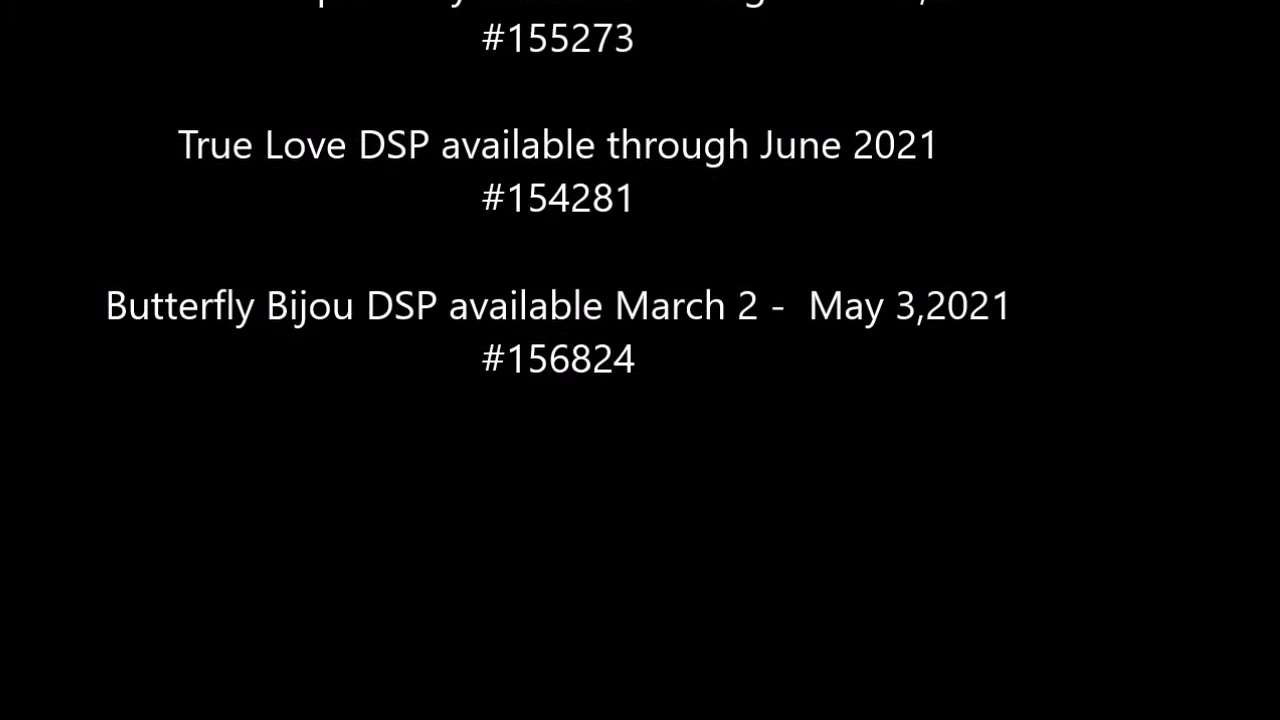 #155273
True Love DSP available through June 2021
#154281
Butterfly Bijou DSP available March 2 -  May 3,2021
#156824